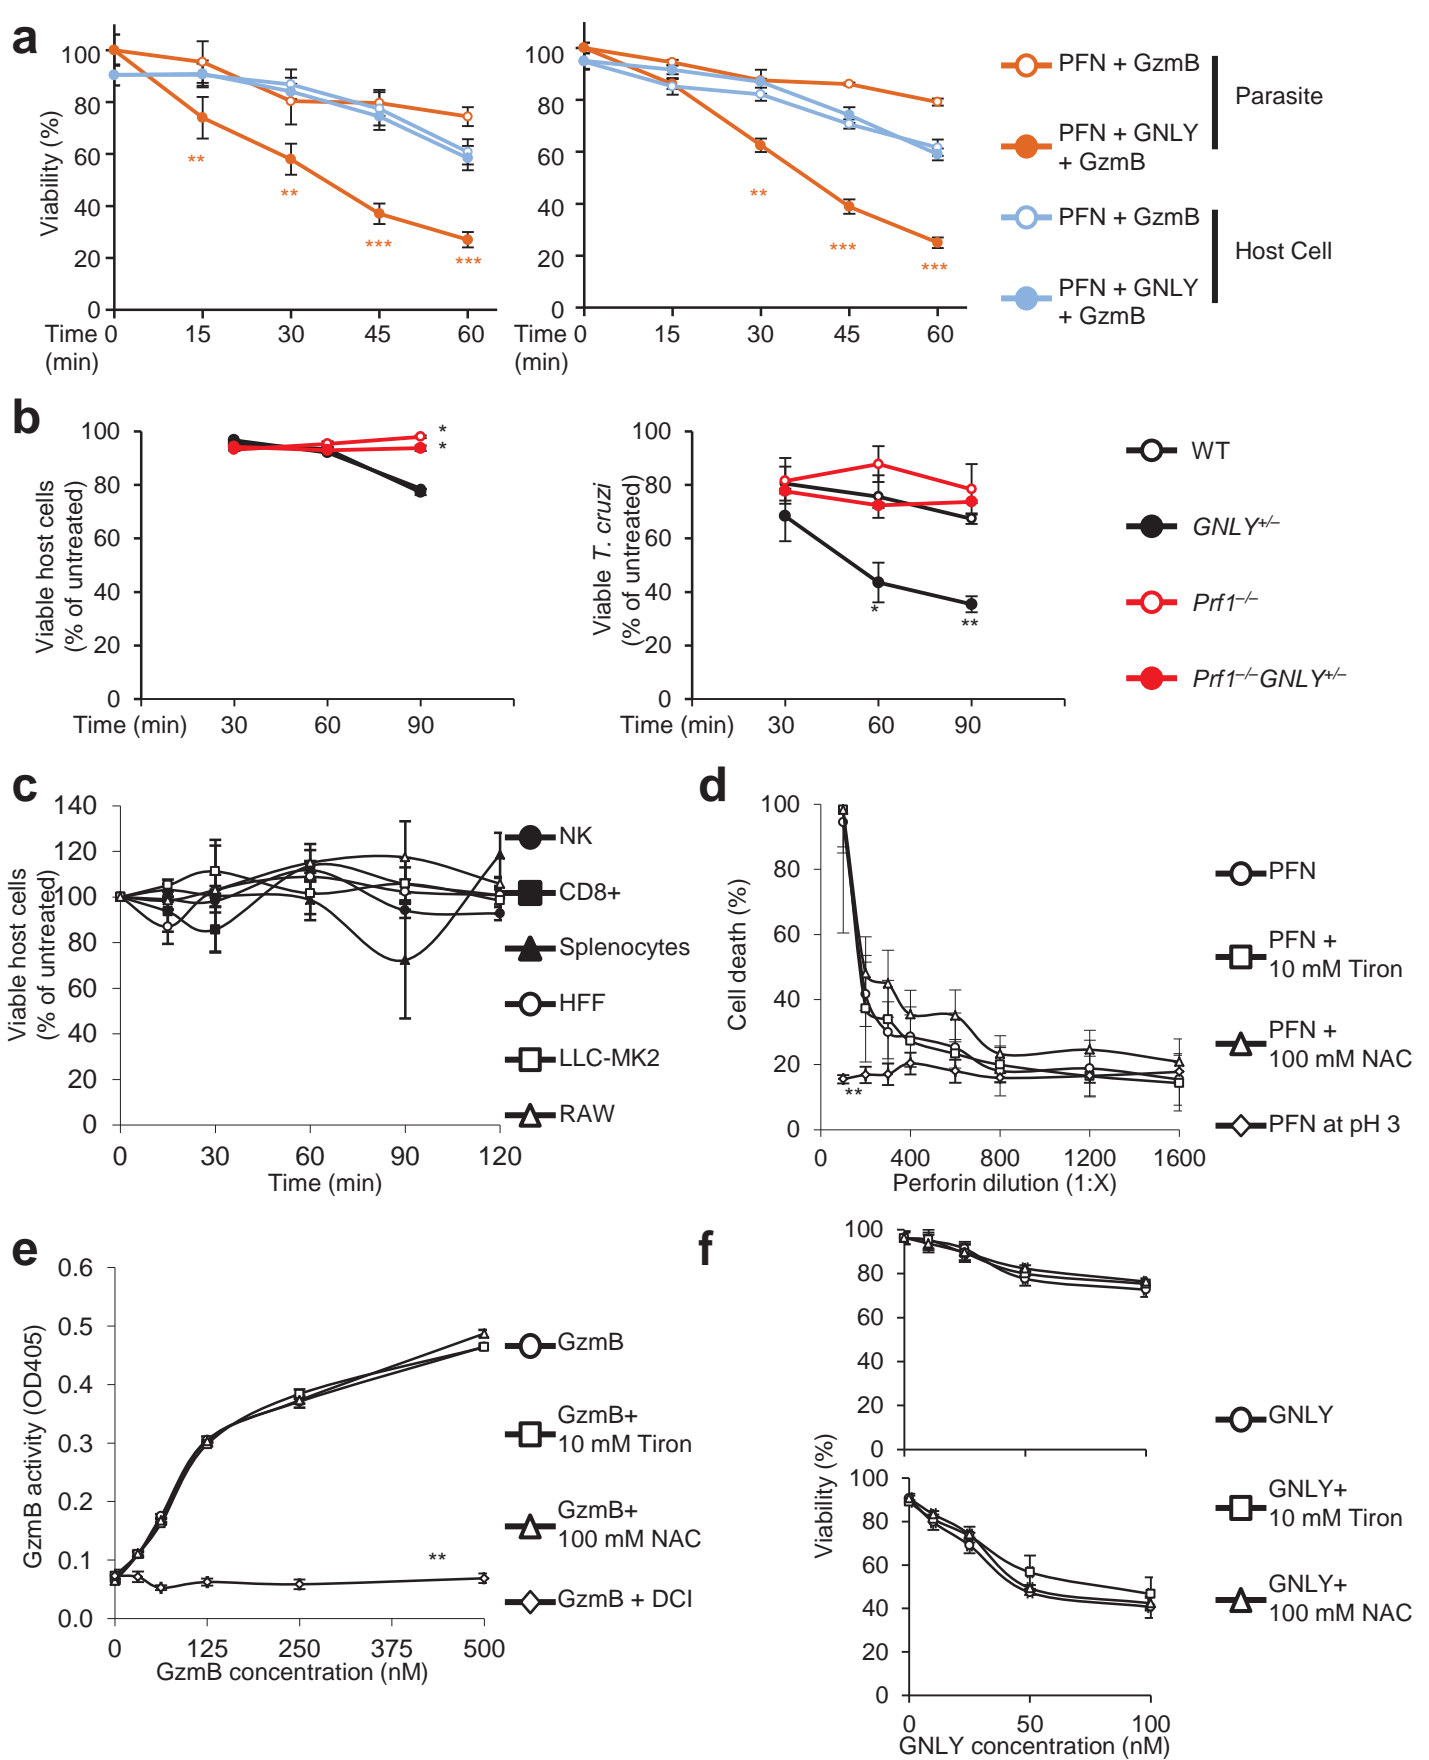 a
100
80
60
40
20
0
Viability (%)
Time 0 15 30 45 60
(min)
**
**
***
***
100
80
60
40
20
0
Time 0 15 30 45 60
(min)
**
***
***
PFN + GzmB
PFN + GNLY
+ GzmB
Parasite
PFN + GzmB
PFN + GNLY
+ GzmB
Host Cell
b
100
80
60
40
20
0
Viable host cells
(% of untreated)
Time (min) 30 60 90
*
*
100
80
60
40
20
0
Viable T. cruzi
(% of untreated)
Time (min) 30 60 90
*
**
WT
GNLY+/–
Prf1–/–
Prf1–/–GNLY+/–
c
140
120
100
80
60
40
20
0
Viable host cells
(% of untreated)
0 30 60 90 120
Time (min)
NK
CD8+
Splenocytes
HFF
LLC-MK2
RAW
d
100
80
60
40
20
0
Cell death (%)
**
0 400 800 1200 1600
Perforin dilution (1:X)
PFN
PFN +
10 mM Tiron
PFN +
100 mM NAC
PFN at pH 3
e
0.6
0.5
0.4
0.3
0.2
0.1
0.0
GzmB activity (OD405)
**
0 125 250 375 500
GzmB concentration (nM)
GzmB
GzmB+
10 mM Tiron
GzmB+
100 mM NAC
GzmB + DCI
f
100
80
60
40
20
0
Viability (%)
100
80
60
40
20
0
0 50 100
GNLY concentration (nM)
GNLY
GNLY+
10 mM Tiron
GNLY+
100 mM NAC